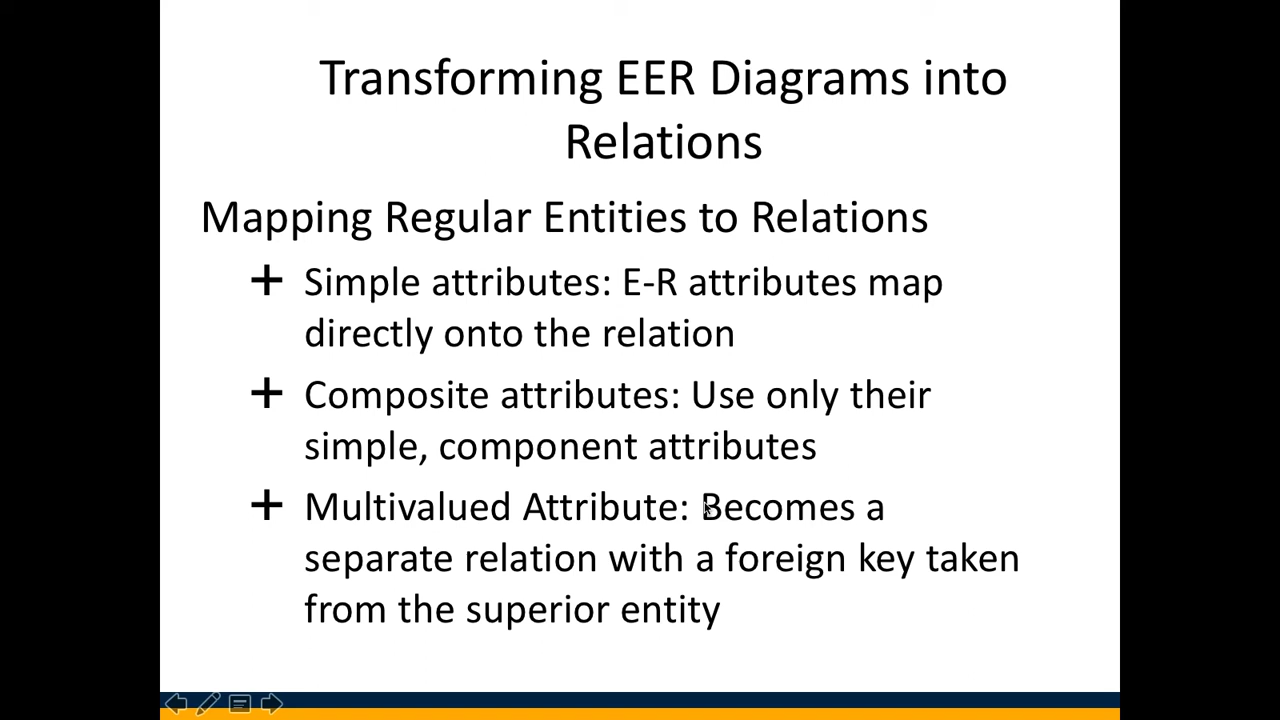 Transforming EER Diagrams into
Relations
Mapping Regular Entities to Relations
+ Simple attributes: E-R attributes map
directly onto the relation
+ Composite attributes: Use only their
simple, component attributes
+ Multivalued Attribute: Becomes a
separate relation with a foreign key taken
from the superior entity